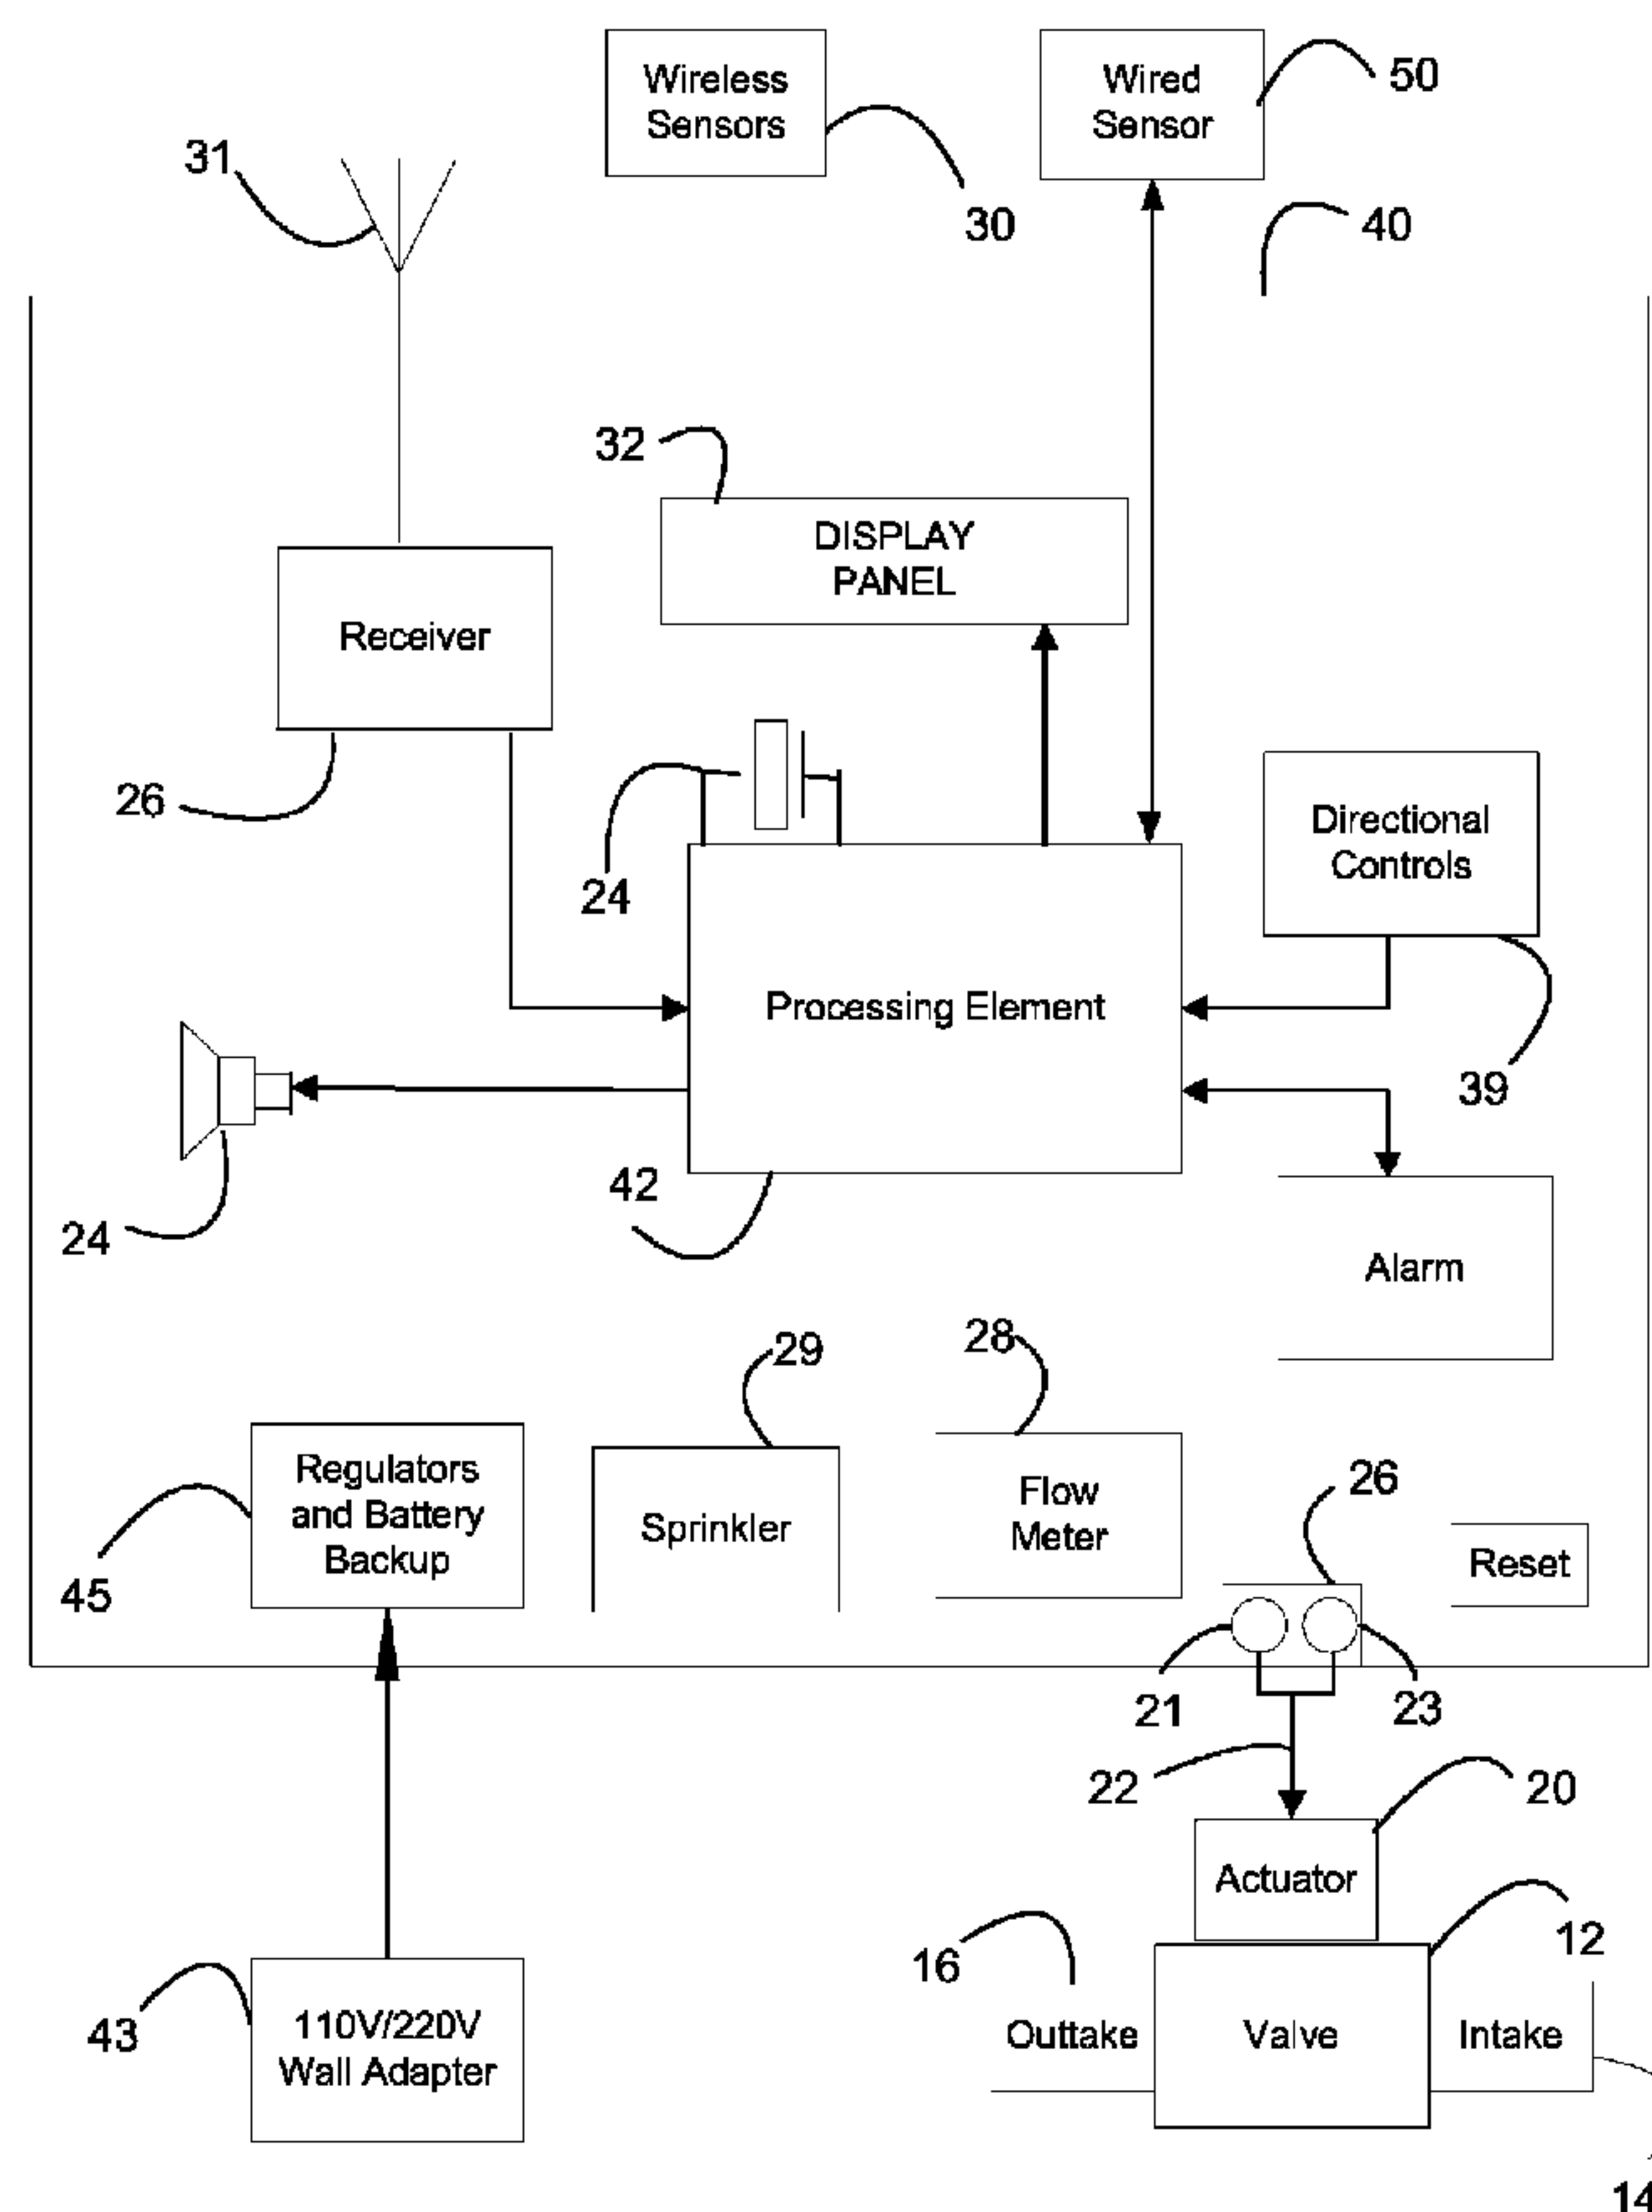 Wireless
Sensors
Wired
Sensor
50
31
30
40
32
DISPLAY
PANEL
Receiver
26
24
Directional
Controls
Processing Element
39
42
24
Alarm
29
28
Regulators
and Battery
Backup
Sprinkler
Flow
Meter
26
Reset
45
21
23
22
20
Actuator
16
12
43
110V/220V
Wall Adapter
Outtake
Valve
Intake
14